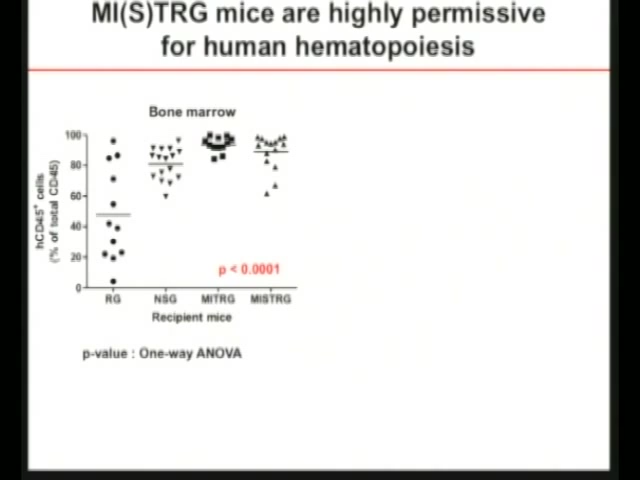 MI(S)TRG mice are highly permissive
for human hematopoiesis
Bone marrow
hCD45+ cells
(% of total CD45)
100
80
60
40
20
0
p < 0.0001
RG NSG MITRG MISTRG
Recipient mice
p-value : One-way ANOVA